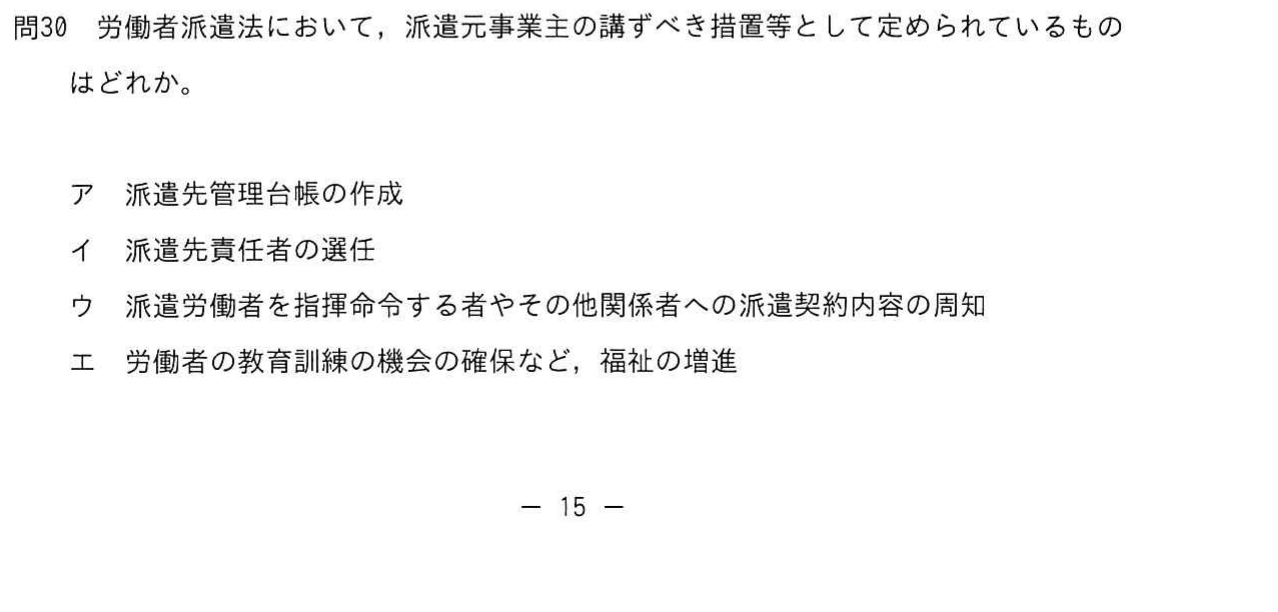 問30 労働者派遣法において，派遣元事業主の講ずべき措置等として定められているもの
はどれか。
ア 派遣先管理台帳の作成
イ 派遣先責任者の選任
ウ 派遣労働者を指揮命令する者やその他関係者への派遣契約内容の周知
エ 労働者の教育訓練の機会の確保など，福祉の増進
－ 15 －